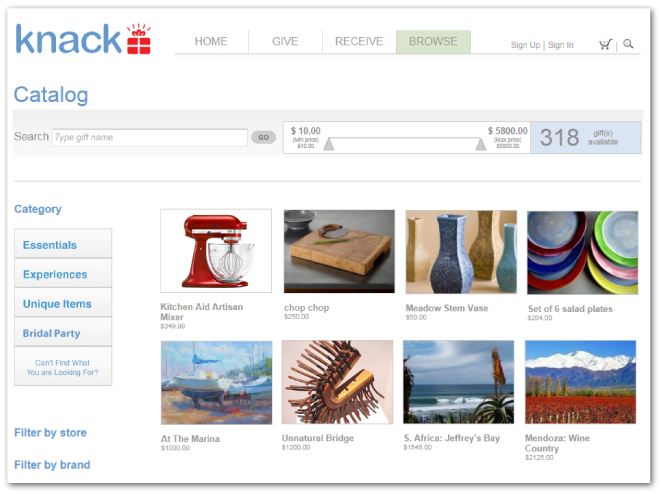 knack
HOME
GIVE
RECEIVE
BROWSE
Sign Up | Sign In
Catalog
Search
Type gift name
GO
$ 10.00
(Min price)
$10.00
$ 5800.00
(Max price)
318
gift(s)
available
Category
Essentials
Experiences
Unique Items
Bridal Party
Can't Find What
You are Looking For?
Filter by store
Filter by brand
Kitchen Aid Artisan
Mixer
$349.99
chop chop
$250.00
Meadow Stem Vase
$60.00
Set of 6 salad plates
$204.00
At The Marina
$1000.00
Unnatural Bridge
$1200.00
S. Africa: Jeffrey's Bay
$1545.00
Mendoza: Wine
Country
$2125.00